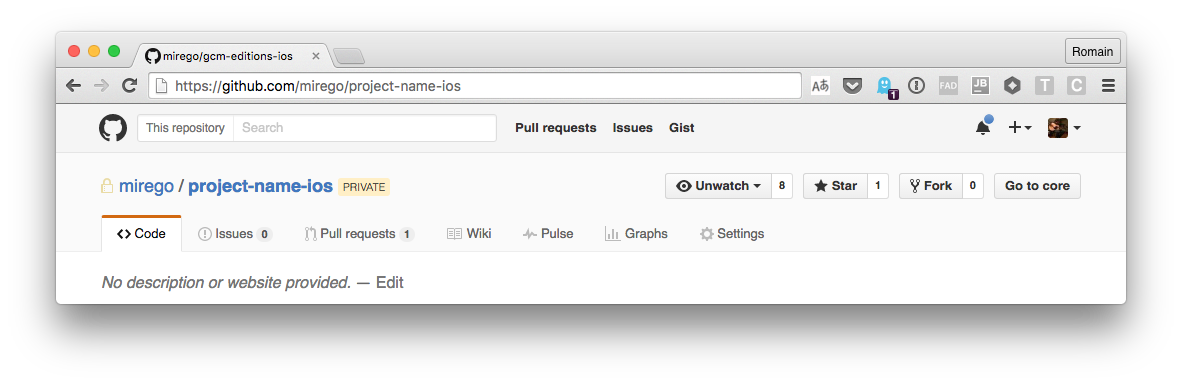 mirego/gcm-editions-ios
Romain
https://github.com/mirego/project-name-ios
Aあ 1 FAD JB T C
This repository Search Pull requests Issues Gist
mirego / project-name-ios PRIVATE Unwatch 8 Star 1 Fork 0 Go to core
Code Issues 0 Pull requests 1 Wiki Pulse Graphs Settings
No description or website provided. — Edit